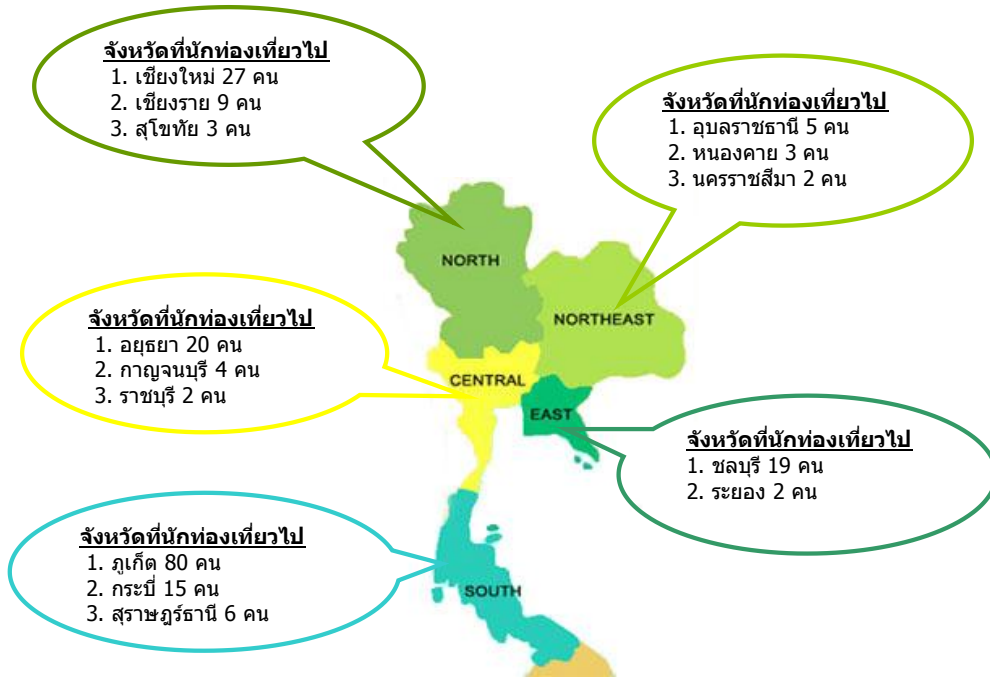 จังหวัดที่นักท่องเที่ยวไป
1. เชียงใหม่ 27 คน
2. เชียงราย 9 คน
3. สุโขทัย 3 คน
จังหวัดที่นักท่องเที่ยวไป
1. อุบลราชธานี 5 คน
2. หนองคาย 3 คน
3. นครราชสีมา 2 คน
NORTH
NORTHEAST
จังหวัดที่นักท่องเที่ยวไป
1. อยุธยา 20 คน
2. กาญจนบุรี 4 คน
3. ราชบุรี 2 คน
CENTRAL
EAST
จังหวัดที่นักท่องเที่ยวไป
1. ชลบุรี 19 คน
2. ระยอง 2 คน
จังหวัดที่นักท่องเที่ยวไป
1. ภูเก็ต 80 คน
2. กระบี่ 15 คน
3. สุราษฎร์ธานี 6 คน
SOUTH